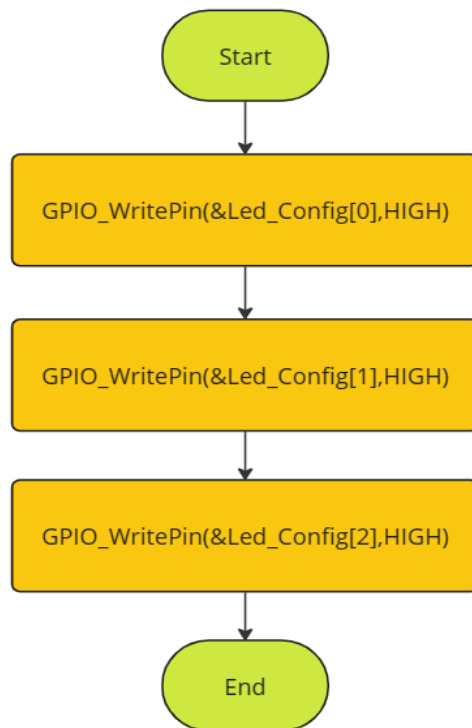 Start
GPIO_WritePin(&Led_Config[0],HIGH)
GPIO_WritePin(&Led_Config[1],HIGH)
GPIO_WritePin(&Led_Config[2],HIGH)
End